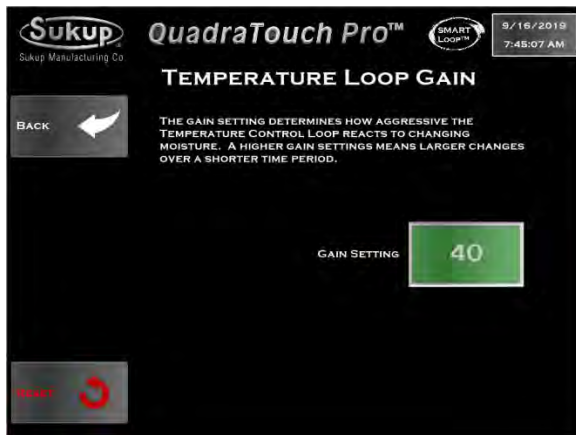 Sukup
Sukup Manufacturing Co
QuadraTouch Pro™
SMART
LOOP™
9/16/2019
7:45:07 AM
TEMPERATURE LOOP GAIN
BACK
THE GAIN SETTING DETERMINES HOW AGGRESSIVE THE
TEMPERATURE CONTROL LOOP REACTS TO CHANGING
MOISTURE. A HIGHER GAIN SETTINGS MEANS LARGER CHANGES
OVER A SHORTER TIME PERIOD.
GAIN SETTING
40
RESET